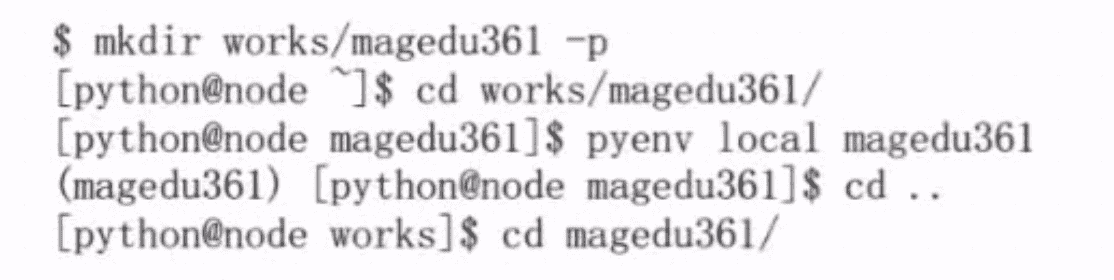 $ mkdir works/magedu361 -p
[python@node ~]$ cd works/magedu361/
[python@node magedu361]$ pyenv local magedu361
(magedu361) [python@node magedu361]$ cd ..
[python@node works]$ cd magedu361/